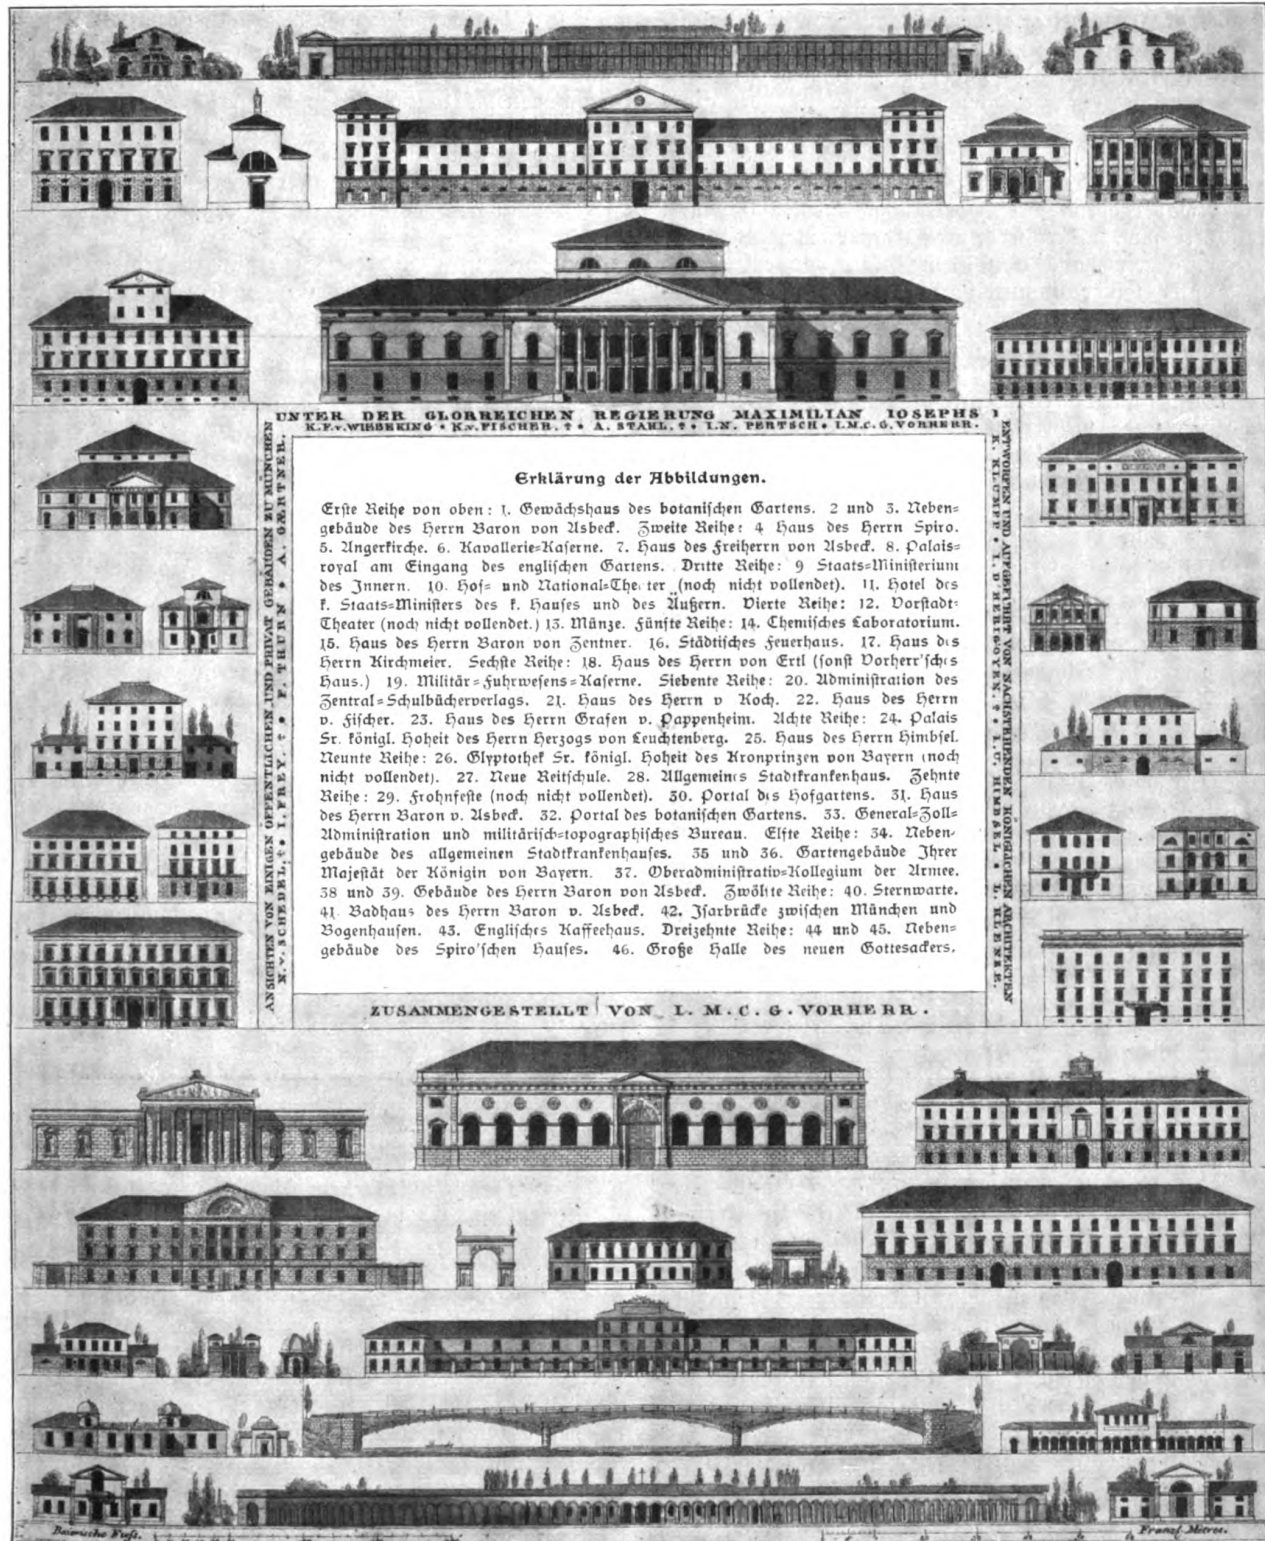 UNTER DER GLORREICHEN REGIERUNG MAXIMILIAN IOSEPHS I
K.F.v.WIEBEKING • K.v.FISCHER.† • A. STAHL.† • I.N. PERTSCH • I.M.C.G.VORHERR.
ANSICHTEN VON EINIGEN ÖFFENTLICHEN UND PRIVAT GEBÄUDEN ZU MÜNCHEN
N.v.SCHEDEL.† • I.FREY.† • F.THURN • A.GÆRTNER.
Erklärung der Abbildungen.
Erste Reihe von oben: 1. Gewächshaus des botanischen Gartens. 2 und 3. Neben-
gebäude des Herrn Baron von Asbeck. Zweite Reihe: 4 Haus des Herrn Spiro.
5. Angerkirche. 6. Kavallerie=Kaserne. 7. Haus des Freiherrn von Asbeck. 8. Palais=
royal am Eingang des englischen Gartens. Dritte Reihe: 9 Staats=Ministerium
des Innern. 10. Hof= und National=Theater (noch nicht vollendet). 11. Hotel des
k. Staats=Ministers des k. Hauses und des Äußern. Vierte Reihe: 12. Vorstadt=
Theater (noch nicht vollendet.) 13. Münze. Fünfte Reihe: 14. Chemisches Laboratorium.
15. Haus des Herrn Baron von Zentner. 16. Städtisches Feuerhaus. 17. Haus des
Herrn Kirchmeier. Sechste Reihe: 18. Haus des Herrn von Ertl (sonst Vorherr'sches
Haus.) 19. Militär=Fuhrwesens=Kaserne. Siebente Reihe: 20. Administration des
Zentral=Schulbücherverlags. 21. Haus des Herrn v Koch. 22. Haus des Herrn
v. Fischer. 23. Haus des Herrn Grafen v. Pappenheim. Achte Reihe: 24. Palais
Sr. königl. Hoheit des Herrn Herzogs von Leuchtenberg. 25. Haus des Herrn Himbsel.
Neunte Reihe: 26. Glyptothek Sr. königl. Hoheit des Kronprinzen von Bayern (noch
nicht vollendet). 27. Neue Reitschule. 28. Allgemeines Stadtkrankenhaus. Zehnte
Reihe: 29. Frohnfeste (noch nicht vollendet). 30. Portal des Hofgartens. 31. Haus
des Herrn Baron v. Asbeck. 32. Portal des botanischen Gartens. 33. General=Zoll=
Administration und militärisch=topographisches Bureau. Elfte Reihe: 34. Neben-
gebäude des allgemeinen Stadtkrankenhauses. 35 und 36. Gartengebäude Ihrer
Majestät der Königin von Bayern. 37. Oberadministrativ=Kollegium der Armee.
38 und 39. Gebäude des Herrn Baron von Asbeck. Zwölfte Reihe: 40. Sternwarte.
41. Badhaus des Herrn Baron v. Asbeck. 42. Isarbrücke zwischen München und
Bogenhausen. 43. Englisches Kaffeehaus. Dreizehnte Reihe: 44 und 45. Neben-
gebäude des Spiro'schen Hauses. 46. Große Halle des neuen Gottesackers.
ENTWORFEN UND AUFGEFÜHRT VON NACHSTEHENDEN KÖNIGLICHEN ARCHITEKTEN
K. KLUMPP • I. D'HERIGOYEN.† • I.U. HIMBSEL • L. KLENZE.
ZUSAMMENGESTELLT VON I. M. C. G. VORHERR.
Baierische Fuße.
Franzs. Mètres.